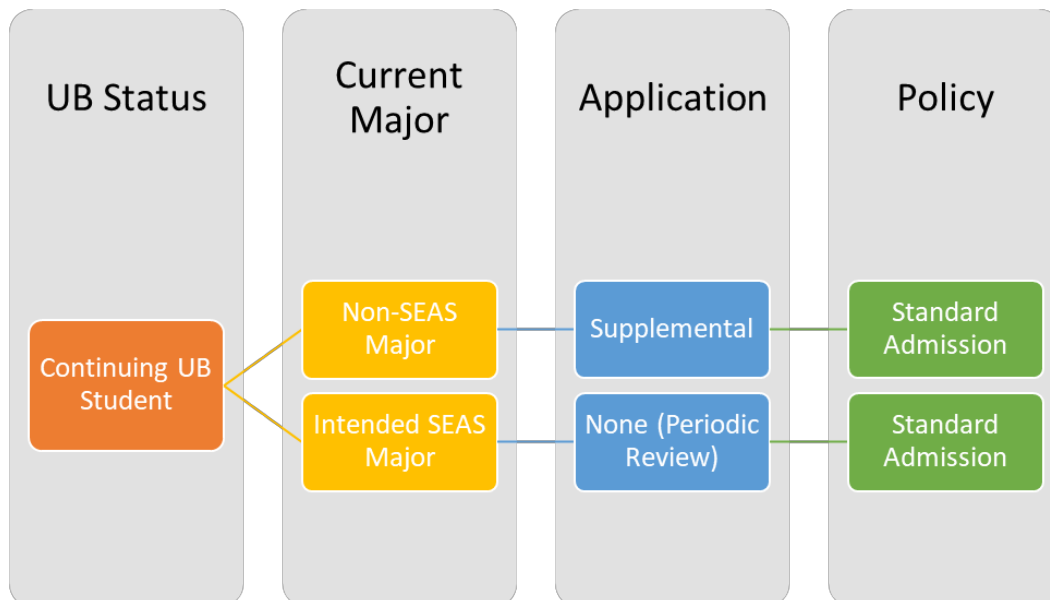 UB Status
Current
Major
Application
Policy
Continuing UB
Student
Non-SEAS
Major
Supplemental
Standard
Admission
Intended SEAS
Major
None (Periodic
Review)
Standard
Admission